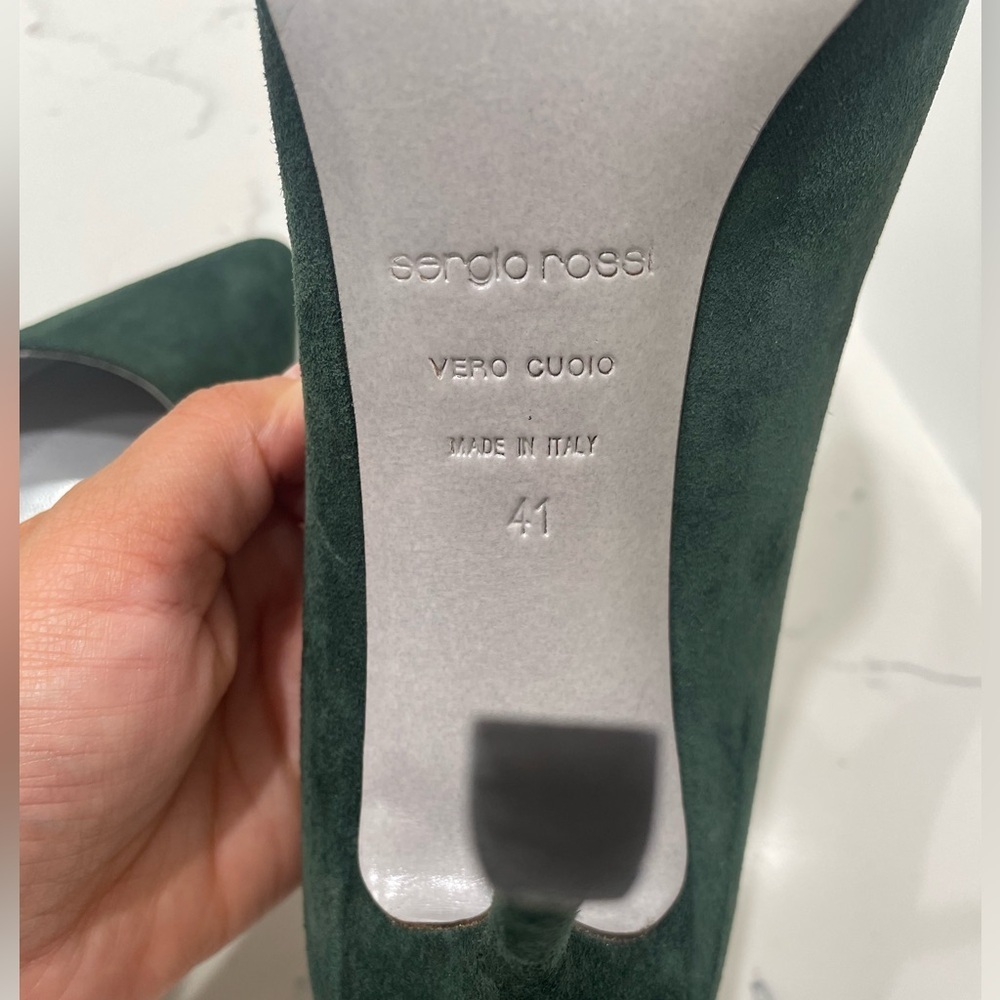 sergio rossi
VERO CUOIO
MADE IN ITALY
41